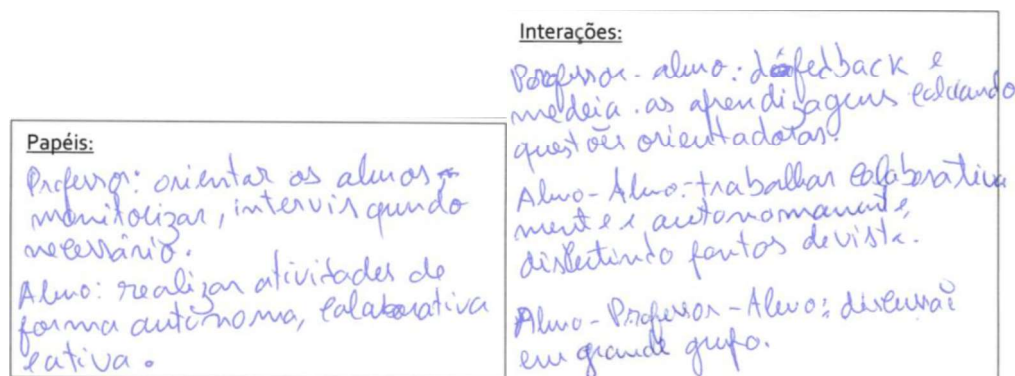 Papéis:
Professor: orientar os alunos,
monitorizar, intervir quando
necessário.
Aluno: realizar atividades de
forma autónoma, colaborativa
e ativa.
Interações:
Professor - aluno: dá feedback e
medeia as aprendizagens colocando
questões orientadoras.
Aluno - Aluno: trabalhar colaborativa
mente e autonomamente,
discutindo pontos de vista.
Aluno - Professor - Aluno: discussão
em grande grupo.